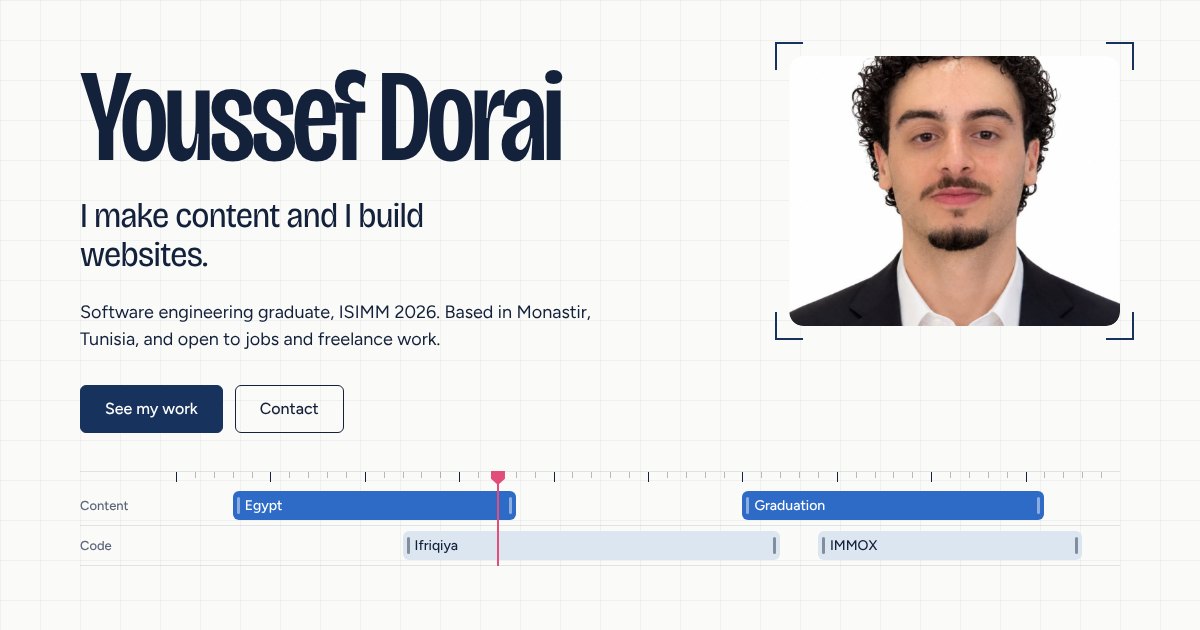 Youssef Dorai
I make content and I build
websites.
Software engineering graduate, ISIMM 2026. Based in Monastir,
Tunisia, and open to jobs and freelance work.
See my work
Contact
Content
Egypt
Graduation
Code
Ifriqiya
IMMOX